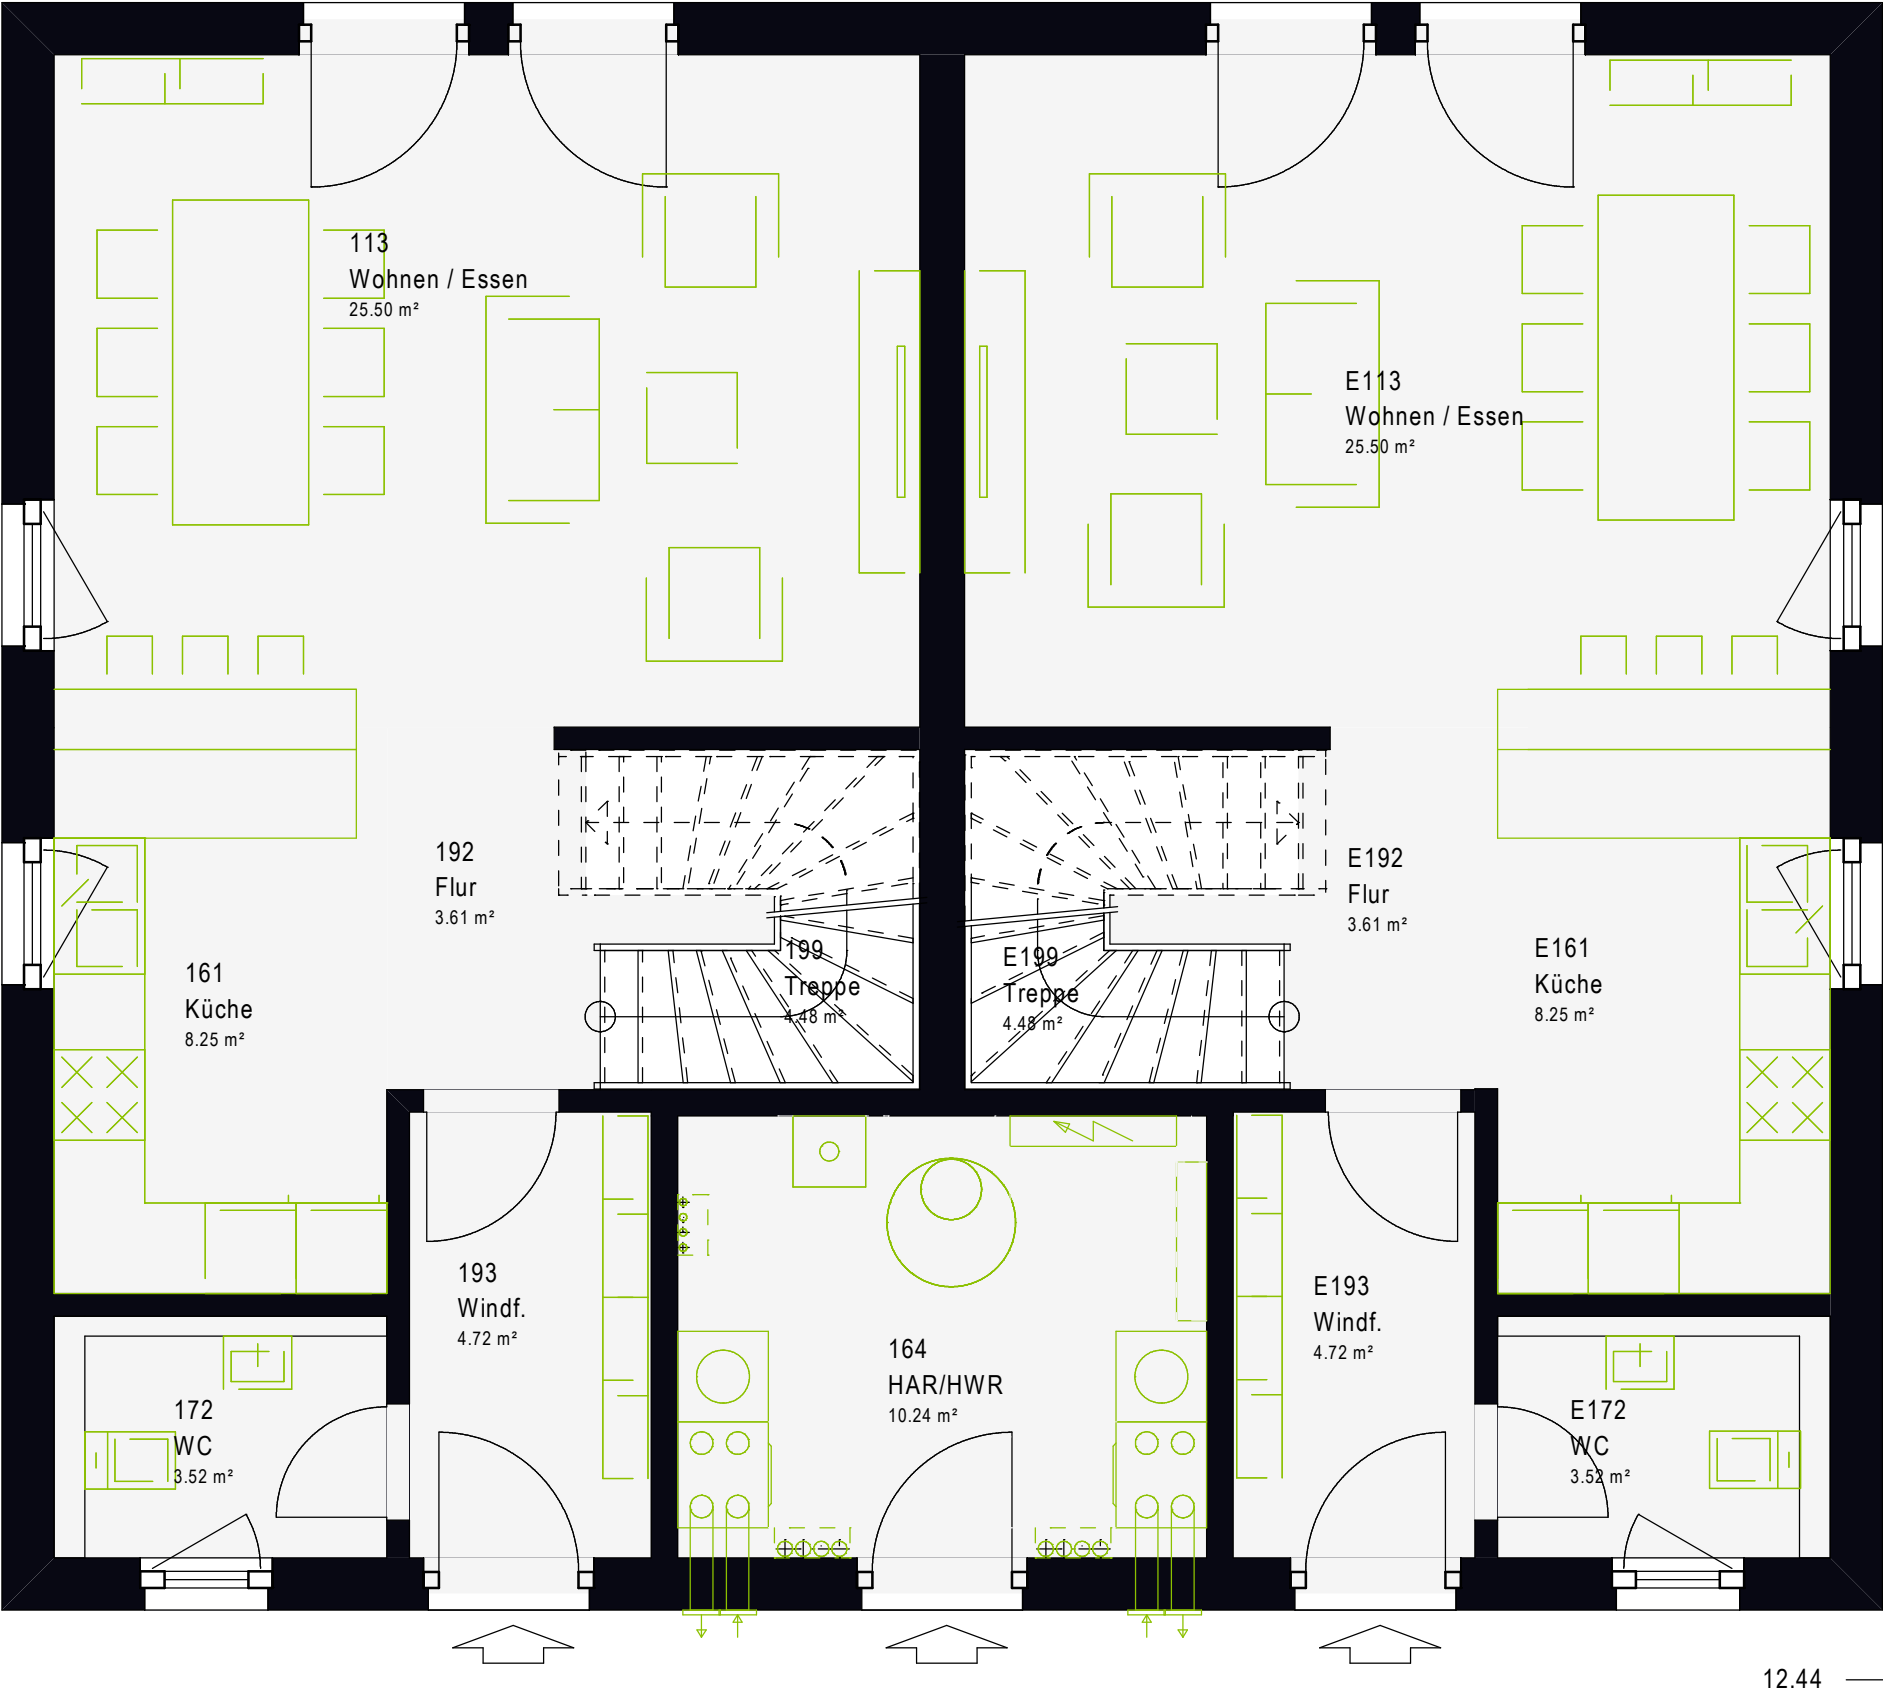 113
Wohnen / Essen
25.50 m²
E113
Wohnen / Essen
25.50 m²
192
Flur
3.61 m²
E192
Flur
3.61 m²
199
Treppe
4.48 m²
E199
Treppe
4.48 m²
161
Küche
8.25 m²
E161
Küche
8.25 m²
193
Windf.
4.72 m²
E193
Windf.
4.72 m²
164
HAR/HWR
10.24 m²
172
WC
3.52 m²
E172
WC
3.52 m²
12.44